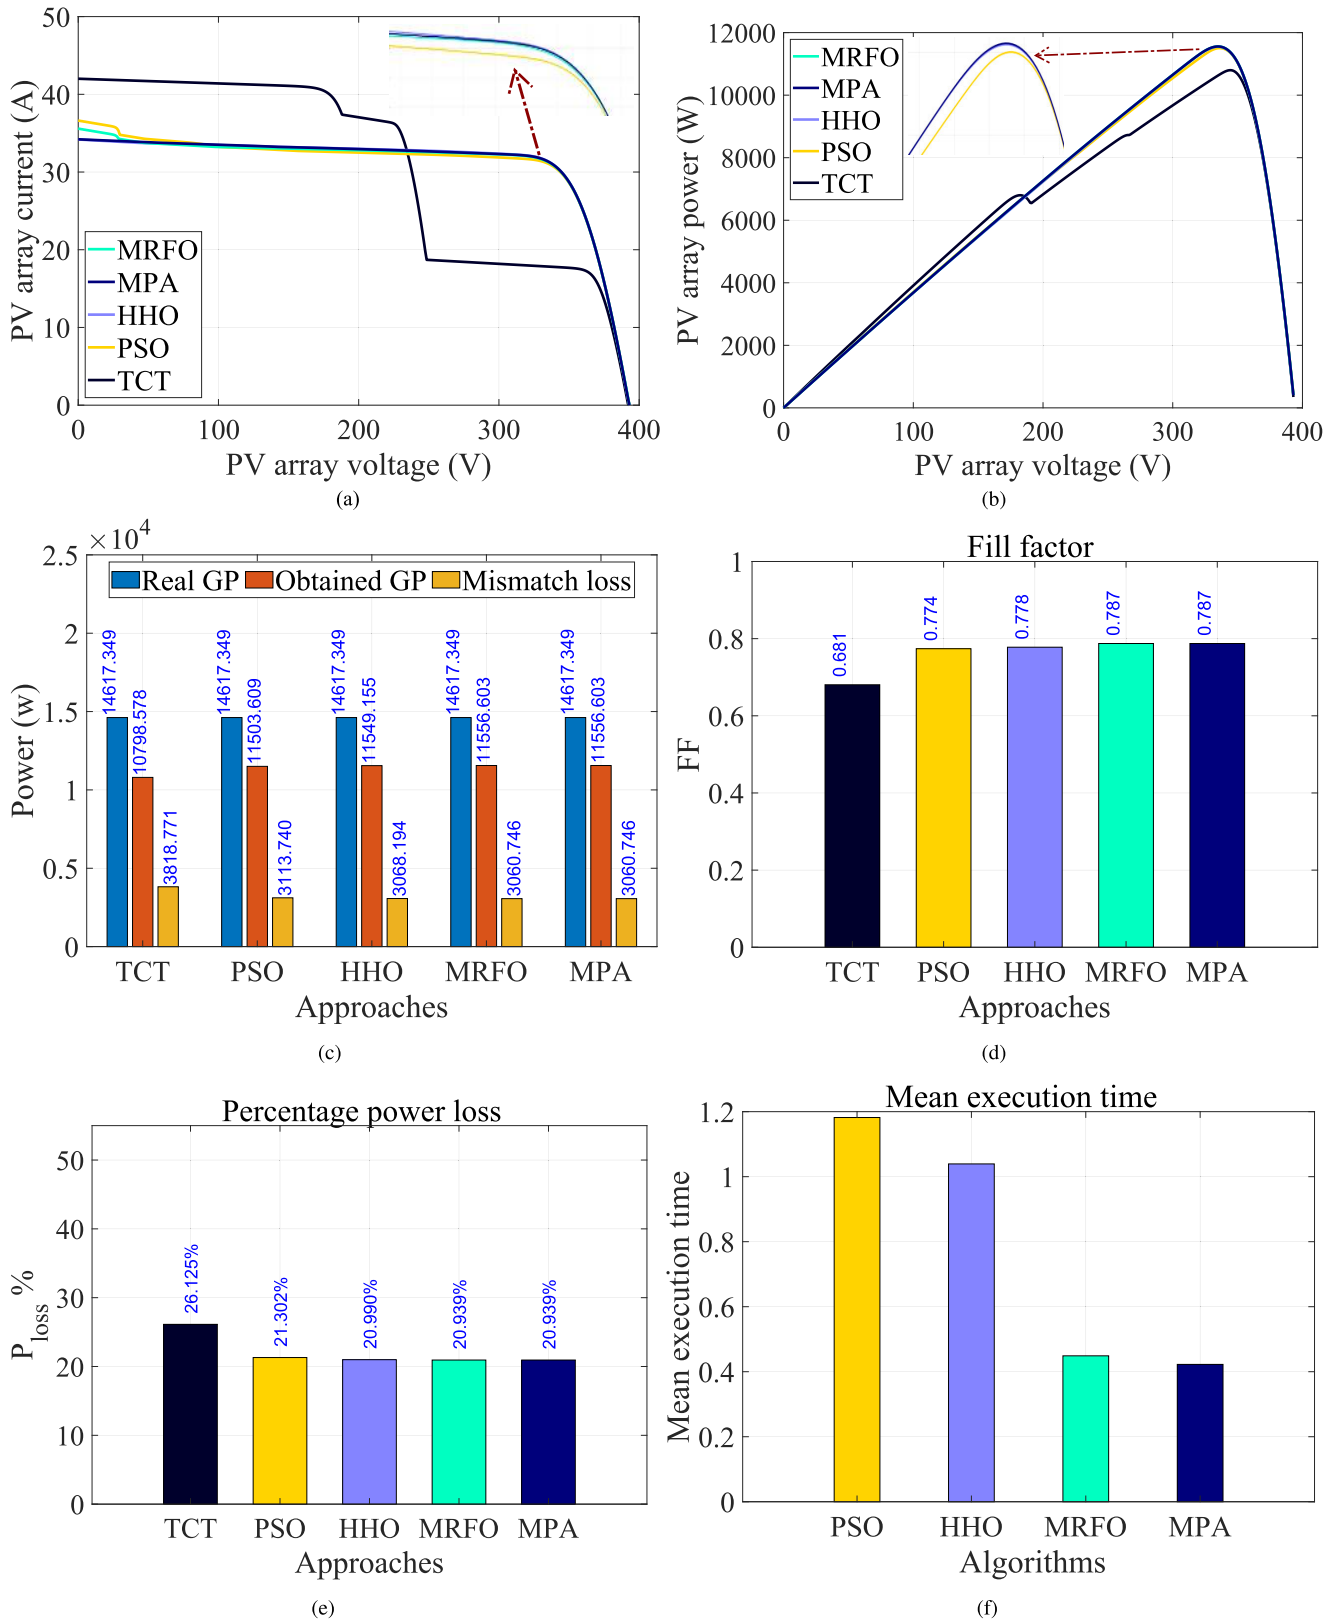 50
40
30
20
10
0
0
100
200
300
400
PV array current (A)
PV array voltage (V)
MRFO
MPA
HHO
PSO
TCT
(a)
12000
10000
8000
6000
4000
2000
0
0
100
200
300
400
PV array power (W)
PV array voltage (V)
MRFO
MPA
HHO
PSO
TCT
(b)
×10^4
2.5
2
1.5
1
0.5
0
Power (w)
Real GP Obtained GP Mismatch loss
14617.349
10798.578
3818.771
14617.349
11503.609
3113.740
14617.349
11549.155
3068.194
14617.349
11556.603
3060.746
14617.349
11556.603
3060.746
TCT PSO HHO MRFO MPA
Approaches
(c)
Fill factor
1
0.8
0.6
0.4
0.2
0
FF
0.681
0.774
0.778
0.787
0.787
TCT PSO HHO MRFO MPA
Approaches
(d)
Percentage power loss
50
40
30
20
10
0
P_loss %
26.125%
21.302%
20.990%
20.939%
20.939%
TCT PSO HHO MRFO MPA
Approaches
(e)
Mean execution time
1.2
1
0.8
0.6
0.4
0.2
0
Mean execution time
PSO HHO MRFO MPA
Algorithms
(f)